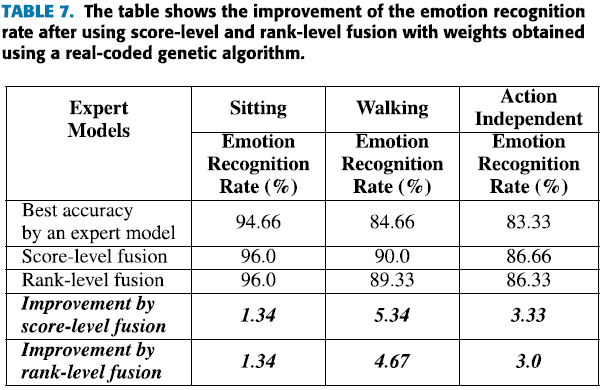 TABLE 7. The table shows the improvement of the emotion recognition
rate after using score-level and rank-level fusion with weights obtained
using a real-coded genetic algorithm.
Expert Models Sitting Walking Action Independent
Emotion Recognition Rate (%) Emotion Recognition Rate (%) Emotion Recognition Rate (%)
Best accuracy by an expert model 94.66 84.66 83.33
Score-level fusion 96.0 90.0 86.66
Rank-level fusion 96.0 89.33 86.33
Improvement by score-level fusion 1.34 5.34 3.33
Improvement by rank-level fusion 1.34 4.67 3.0